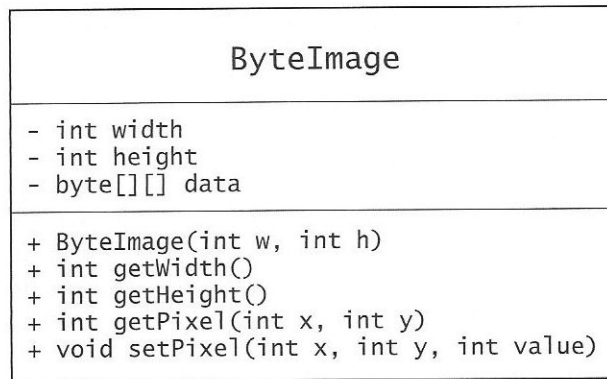 ByteImage
- int width
- int height
- byte[][] data
+ ByteImage(int w, int h)
+ int getWidth()
+ int getHeight()
+ int getPixel(int x, int y)
+ void setPixel(int x, int y, int value)